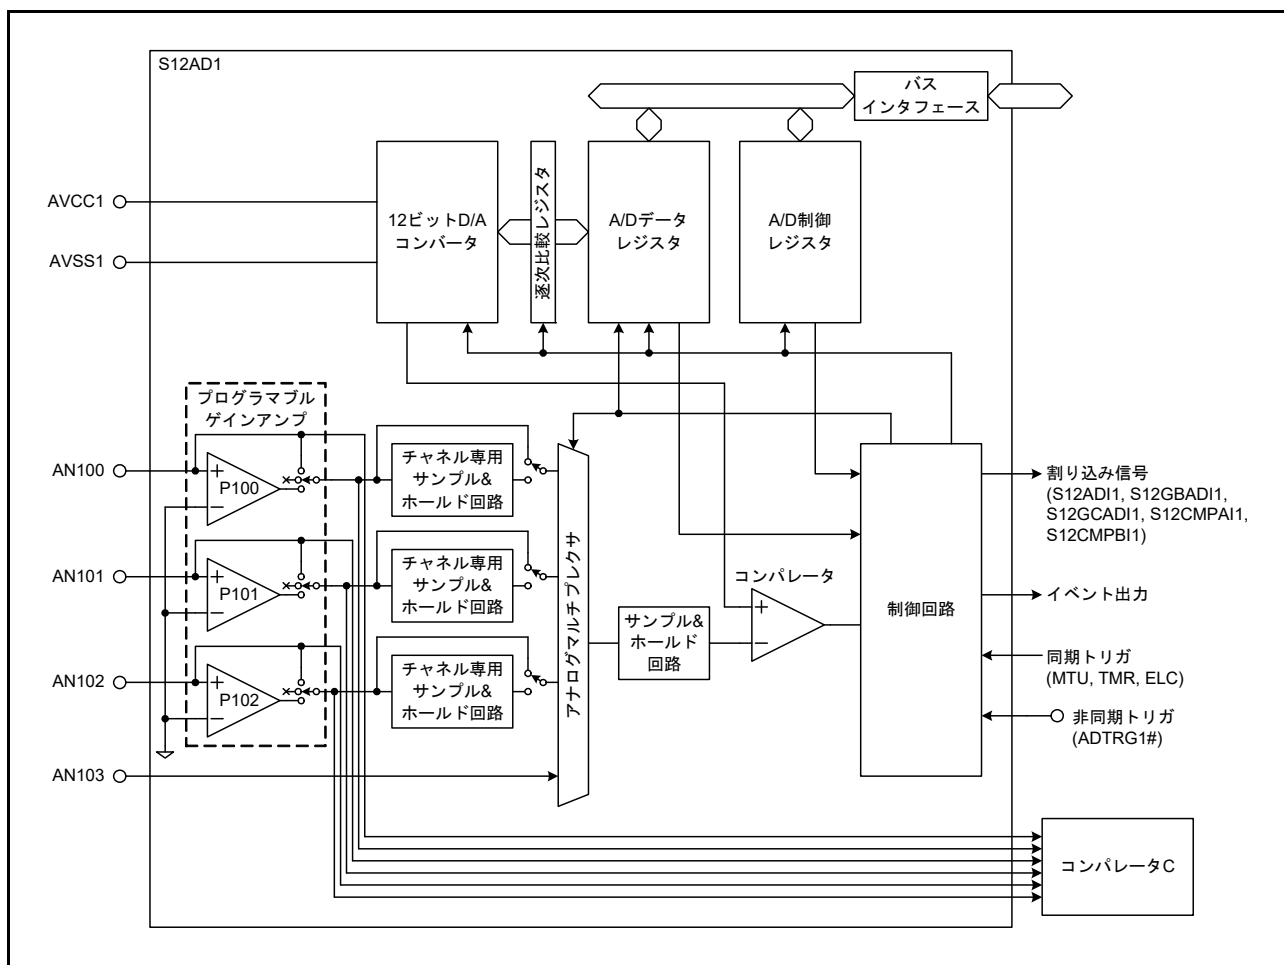 S12AD1
バス
インタフェース
AVCC1
AVSS1
12ビットD/A
コンバータ
逐次比較レジスタ
A/Dデータ
レジスタ
A/D制御
レジスタ
プログラマブル
ゲインアンプ
AN100
+
P100
−
チャネル専用
サンプル&
ホールド回路
AN101
+
P101
−
チャネル専用
サンプル&
ホールド回路
AN102
+
P102
−
チャネル専用
サンプル&
ホールド回路
AN103
アナログマルチプレクサ
サンプル&
ホールド
回路
コンパレータ
+
−
制御回路
割り込み信号
(S12ADI1, S12GBADI1,
S12GCADI1, S12CMPAI1,
S12CMPBI1)
イベント出力
同期トリガ
(MTU, TMR, ELC)
非同期トリガ
(ADTRG1#)
コンパレータC